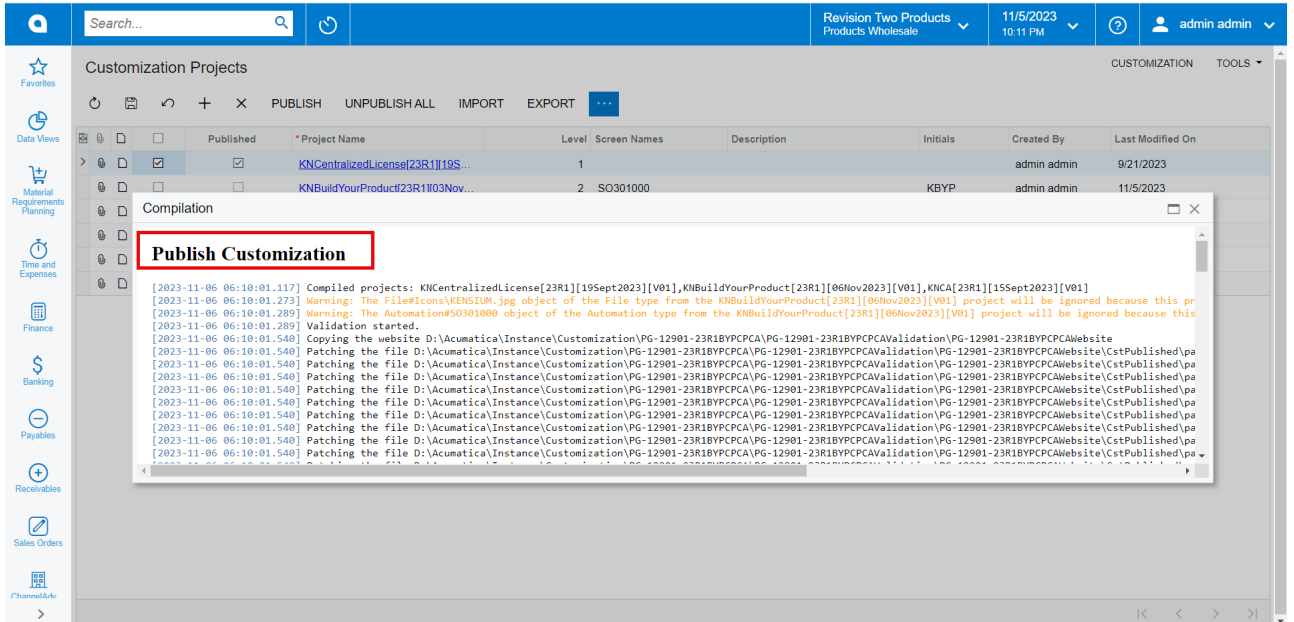 Search...
Revision Two Products
Products Wholesale
11/5/2023
10:11 PM
admin admin
Favorites
Data Views
Material
Requirements
Planning
Time and
Expenses
Finance
Banking
Payables
Receivables
Sales Orders
ChannelAdv
Customization Projects
CUSTOMIZATION TOOLS
PUBLISH UNPUBLISH ALL IMPORT EXPORT ...
Published *Project Name Level Screen Names Description Initials Created By Last Modified On
KNCentralizedLicense[23R1][19S... 1 admin admin 9/21/2023
KNBuildYourProduct[23R1][03Nov... 2 SO301000 KBYP admin admin 11/5/2023
Compilation
Publish Customization
[2023-11-06 06:10:01.117] Compiled projects: KNCentralizedLicense[23R1][19Sept2023][V01],KNBuildYourProduct[23R1][06Nov2023][V01],KNCA[23R1][15Sept2023][V01]
[2023-11-06 06:10:01.273] Warning: The File#Icons\KENSIUM.jpg object of the File type from the KNBuildYourProduct[23R1][06Nov2023][V01] project will be ignored because this pr
[2023-11-06 06:10:01.289] Warning: The Automation#SO301000 object of the Automation type from the KNBuildYourProduct[23R1][06Nov2023][V01] project will be ignored because this
[2023-11-06 06:10:01.289] Validation started.
[2023-11-06 06:10:01.540] Copying the website D:\Acumatica\Instance\Customization\PG-12901-23R1BYPCPCA\PG-12901-23R1BYPCPCAValidation\PG-12901-23R1BYPCPCAWebsite
[2023-11-06 06:10:01.540] Patching the file D:\Acumatica\Instance\Customization\PG-12901-23R1BYPCPCA\PG-12901-23R1BYPCPCAValidation\PG-12901-23R1BYPCPCAWebsite\CstPublished\pa
[2023-11-06 06:10:01.540] Patching the file D:\Acumatica\Instance\Customization\PG-12901-23R1BYPCPCA\PG-12901-23R1BYPCPCAValidation\PG-12901-23R1BYPCPCAWebsite\CstPublished\pa
[2023-11-06 06:10:01.540] Patching the file D:\Acumatica\Instance\Customization\PG-12901-23R1BYPCPCA\PG-12901-23R1BYPCPCAValidation\PG-12901-23R1BYPCPCAWebsite\CstPublished\pa
[2023-11-06 06:10:01.540] Patching the file D:\Acumatica\Instance\Customization\PG-12901-23R1BYPCPCA\PG-12901-23R1BYPCPCAValidation\PG-12901-23R1BYPCPCAWebsite\CstPublished\pa
[2023-11-06 06:10:01.540] Patching the file D:\Acumatica\Instance\Customization\PG-12901-23R1BYPCPCA\PG-12901-23R1BYPCPCAValidation\PG-12901-23R1BYPCPCAWebsite\CstPublished\pa
[2023-11-06 06:10:01.540] Patching the file D:\Acumatica\Instance\Customization\PG-12901-23R1BYPCPCA\PG-12901-23R1BYPCPCAValidation\PG-12901-23R1BYPCPCAWebsite\CstPublished\pa
[2023-11-06 06:10:01.540] Patching the file D:\Acumatica\Instance\Customization\PG-12901-23R1BYPCPCA\PG-12901-23R1BYPCPCAValidation\PG-12901-23R1BYPCPCAWebsite\CstPublished\pa
[2023-11-06 06:10:01.540] Patching the file D:\Acumatica\Instance\Customization\PG-12901-23R1BYPCPCA\PG-12901-23R1BYPCPCAValidation\PG-12901-23R1BYPCPCAWebsite\CstPublished\pa
[2023-11-06 06:10:01.540] Patching the file D:\Acumatica\Instance\Customization\PG-12901-23R1BYPCPCA\PG-12901-23R1BYPCPCAValidation\PG-12901-23R1BYPCPCAWebsite\CstPublished\pa